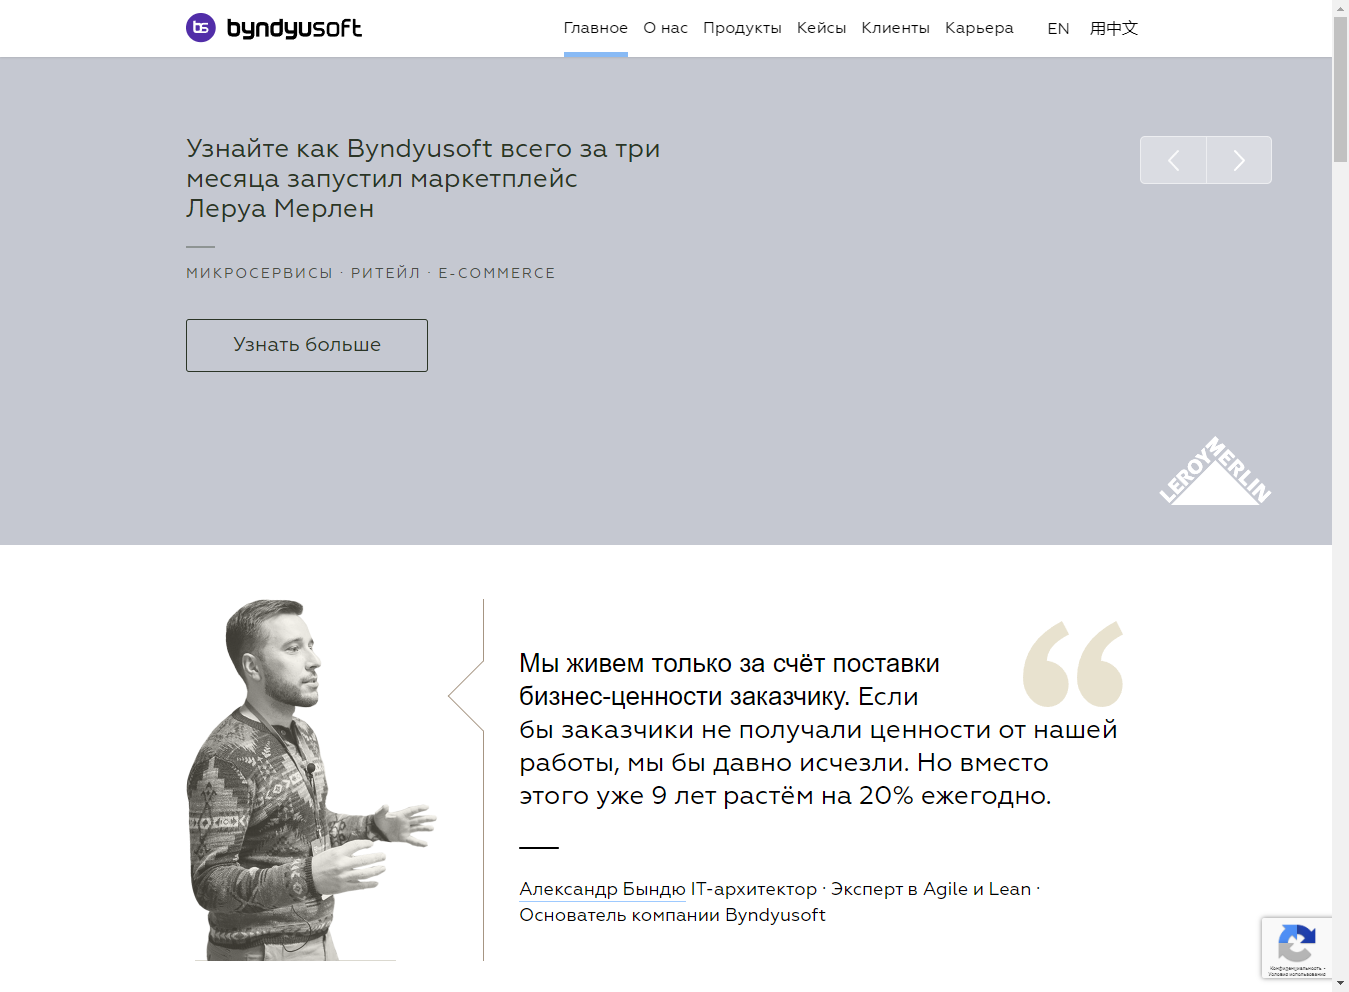 byndyusoft
Главное О нас Продукты Кейсы Клиенты Карьера EN 用中文
Узнайте как Byndyusoft всего за три
месяца запустил маркетплейс
Леруа Мерлен
МИКРОСЕРВИСЫ · РИТЕЙЛ · E-COMMERCE
Узнать больше
LEROY MERLIN
Мы живем только за счёт поставки
бизнес-ценности заказчику. Если
бы заказчики не получали ценности от нашей
работы, мы бы давно исчезли. Но вместо
этого уже 9 лет растём на 20% ежегодно.
Александр Бындю IT-архитектор · Эксперт в Agile и Lean ·
Основатель компании Byndyusoft
Конфиденциальность -
Условия использования